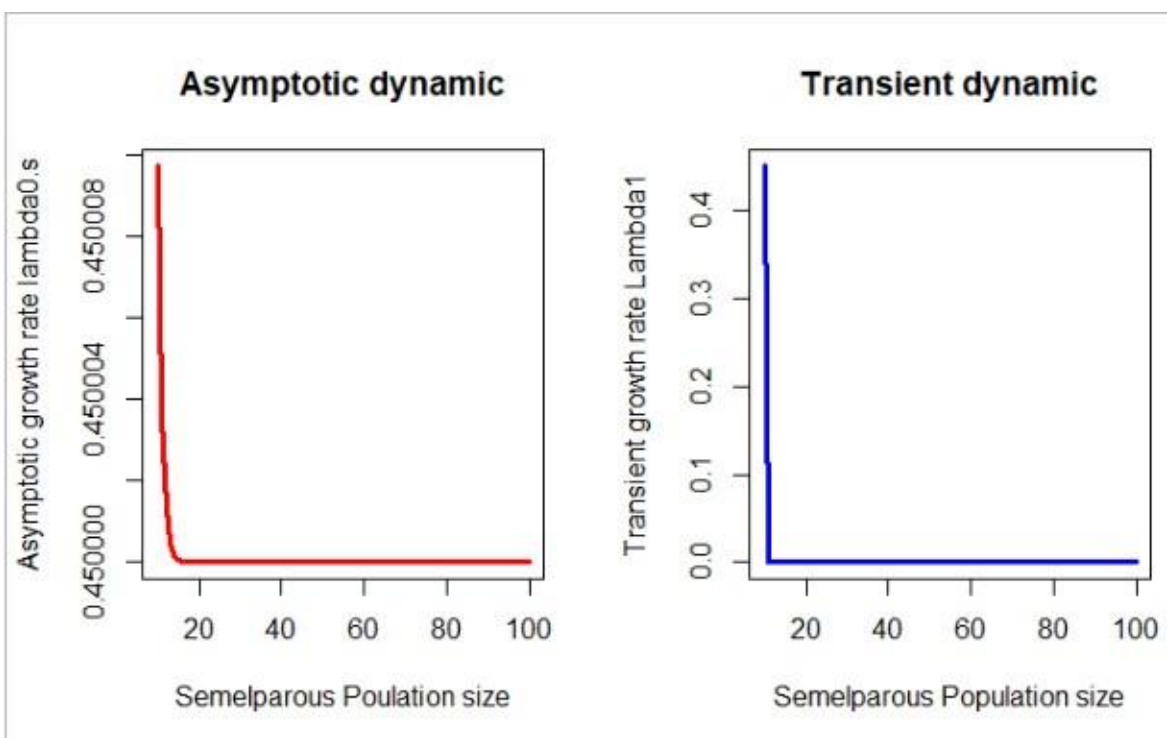 Asymptotic dynamic
Asymptotic growth rate lambda0.s
0.450008
0.450004
0.450000
20 40 60 80 100
Semelparous Poulation size
Transient dynamic
Transient growth rate Lambda1
0.4
0.3
0.2
0.1
0.0
20 40 60 80 100
Semelparous Population size